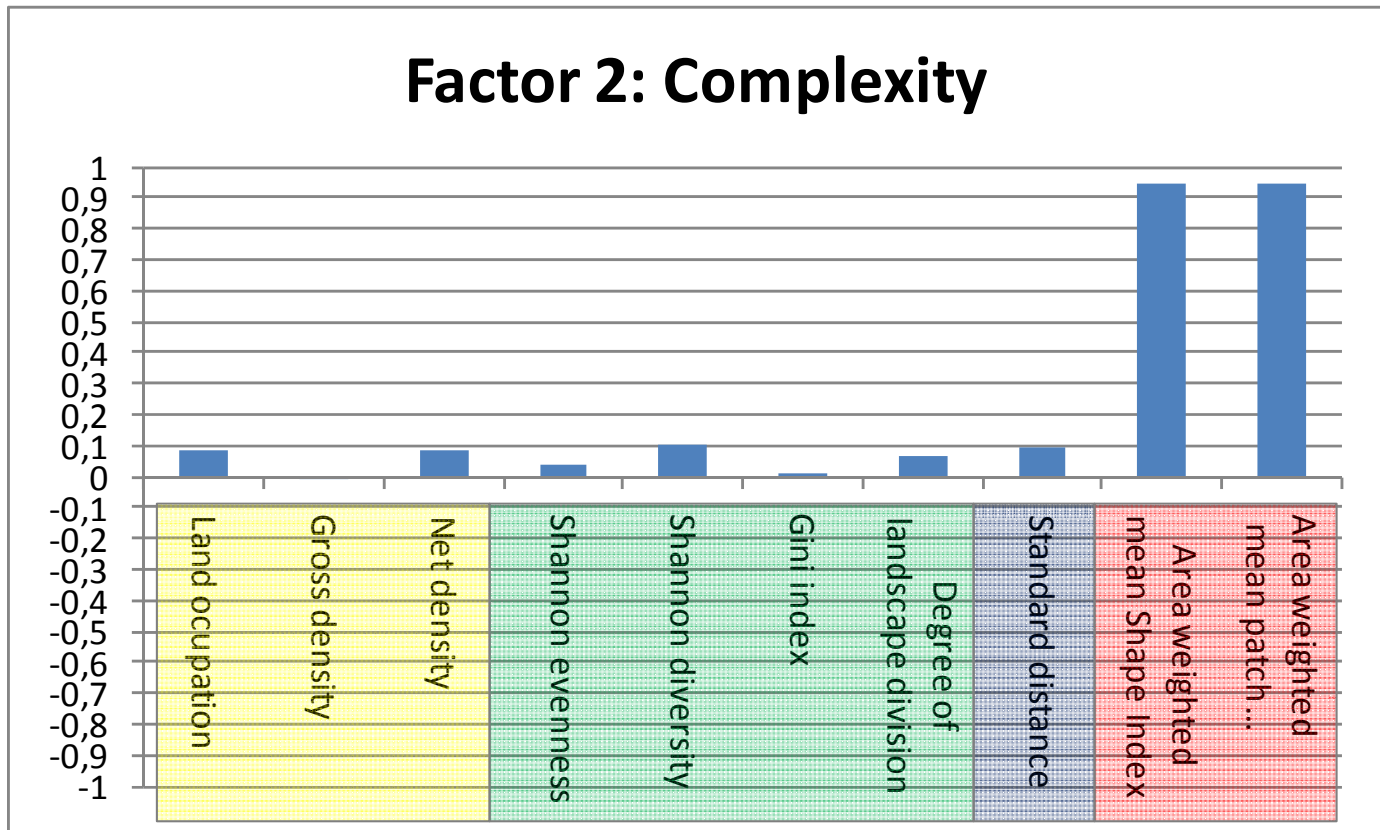 Factor 2: Complexity
1
0,9
0,8
0,7
0,6
0,5
0,4
0,3
0,2
0,1
0
-0,1
-0,2
-0,3
-0,4
-0,5
-0,6
-0,7
-0,8
-0,9
-1
Land ocupation
Gross density
Net density
Shannon evenness
Shannon diversity
Gini index
Degree of
landscape division
Standard distance
Area weighted
mean Shape Index
Area weighted
mean patch ...